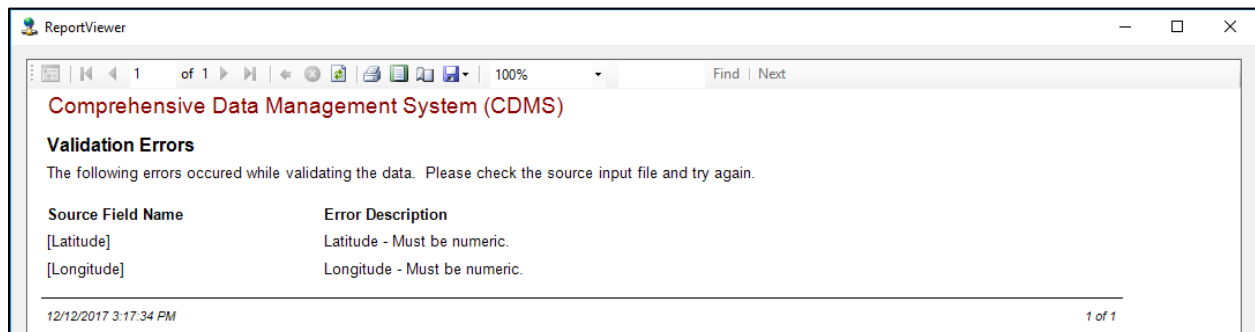 ReportViewer
1 of 1 100% Find | Next
Comprehensive Data Management System (CDMS)
Validation Errors
The following errors occured while validating the data. Please check the source input file and try again.
Source Field Name Error Description
[Latitude] Latitude - Must be numeric.
[Longitude] Longitude - Must be numeric.
12/12/2017 3:17:34 PM 1 of 1